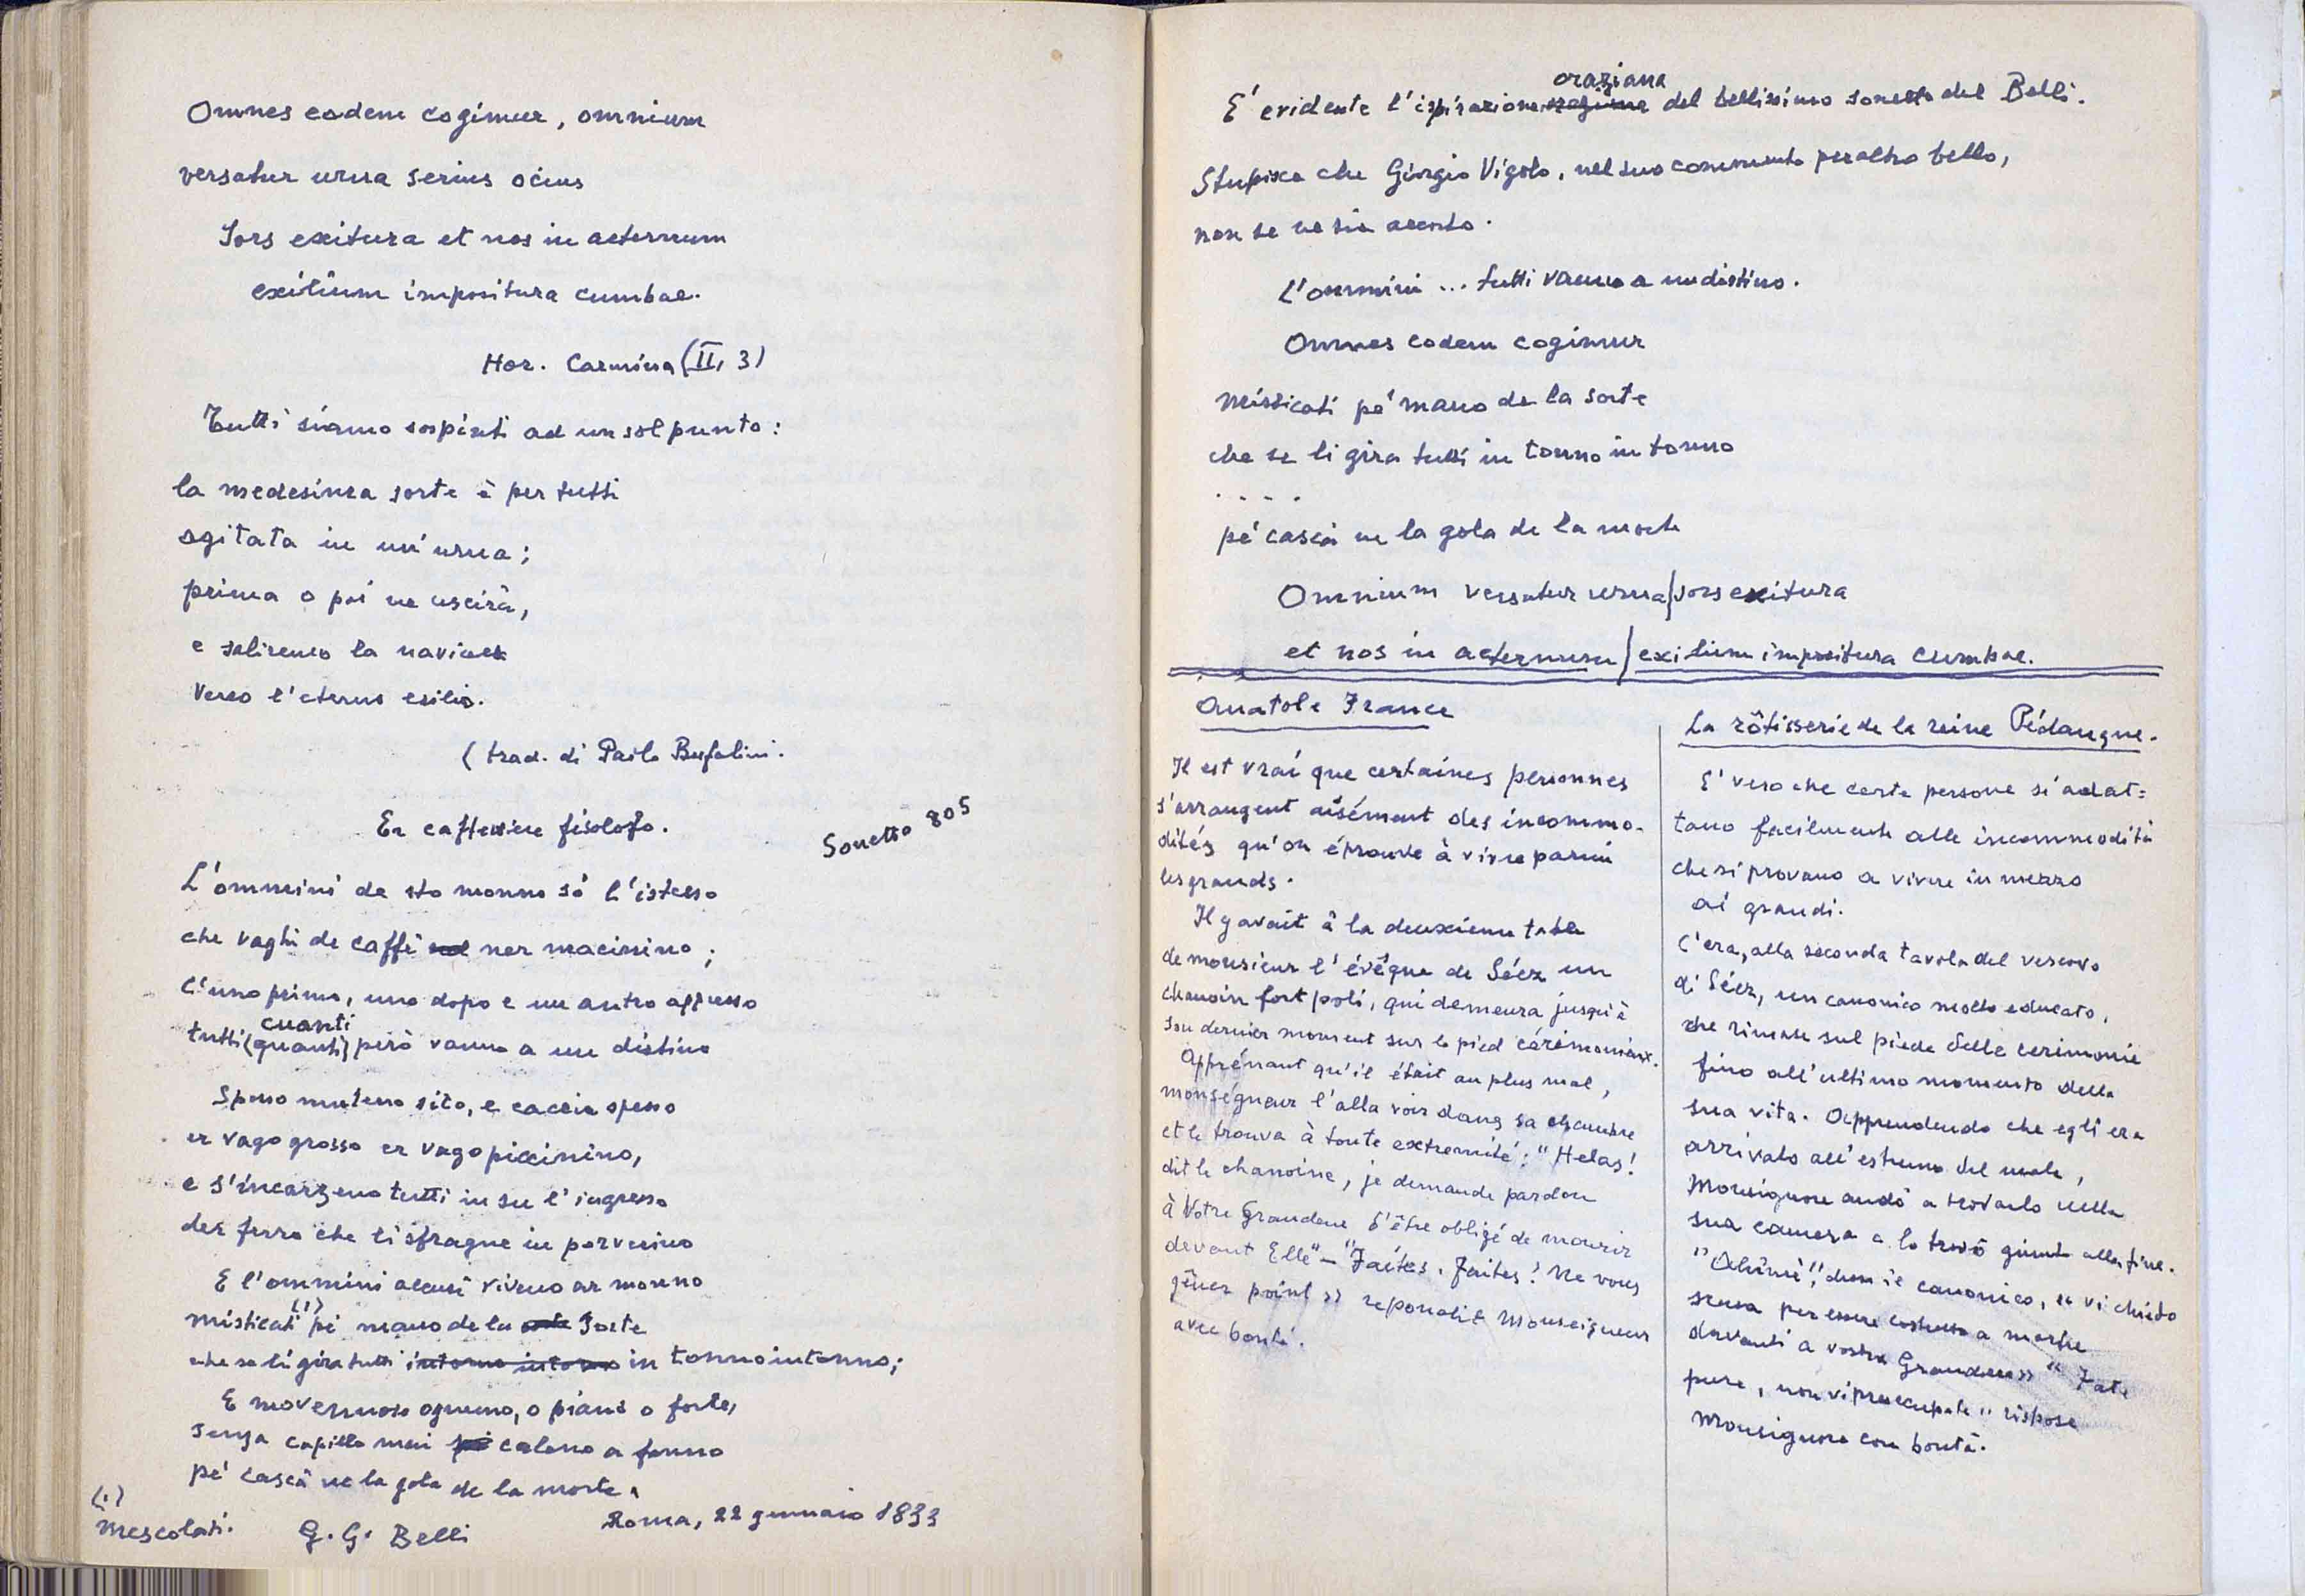 Omnes eodem cogimur, omnium
versatur urna serius ocius
Sors exitura et nos in aeternum
exilium impositura cumbae.
Hor. Carmina (II, 3)
Tutti siamo sospinti ad un sol punto:
la medesima sorte è per tutti
agitata in un'urna;
prima o poi ne uscirà,
e saliremo la navicella
verso l'eterno esilio.
(trad. di Paolo Bufalini.
Er caffettiere fisolofo.
Sonetto 805
L'ommini de sto monno sò l'istesso
che vaghi de caffè ner macinino;
c'uno prima, uno dopo e un antro appresso
cuanti
tutti (quanti) però vanno a un distino
Spesso muteno sito, e caccia spesso
er vago grosso er vago piccinino,
e s'incarzeno tutti in su l'ingresso
der ferro che li sfragne in porverino
E l'ommini accusì viveno ar monno
misticati (1) pe' mano de la sorte
che se li gira tutti in tonno in tonno;
E movennose ognuno, o piano o forte,
senza capillo mai caleno a fonno
pe' cascà ne la gola de la morte.
(1)
Mescolati.
G. G. Belli
Roma, 22 gennaio 1833
oraziana
E' evidente l'ispirazione del bellissimo sonetto del Belli.
Stupisce che Giorgio Vigolo, nel suo commento peraltro bello,
non se ne sia accorto.
L'ommini ... tutti vanno a un distino.
Omnes eodem cogimur
Misticati pe' mano de la sorte
che se li gira tutti in tonno in tonno
. . . .
pe' cascà ne la gola de la morte
Omnium versatur urna / sors exitura
et nos in aeternum / exilium impositura cumbae.
Anatole France
Il est vrai que certaines personnes
s'arrangent aisément des incommo-
dités qu'on éprouve à vivre parmi
les grands.
Il y avait à la deuxieme table
de monsieur l'évêque de Séez un
chanoine fort poli, qui demeura jusqu'à
son dernier moment sur le pied cérémonieux.
Apprénant qu'il était au plus mal,
monségneur l'alla voir dans sa chambre
et le trouva à toute extremité: "Helas!
dit le chanoine, je demande pardon
à Votre Grandeur d'être obligé de mourir
devant Elle" — "Faites, faites! Ne vous
gêner point » repondit Monseigneur
avec bonté.
La rôtisserie de la reine Pédauque.
E' vero che certe persone si adat=
tano facilmente alle incommodità
che si provano a vivere in mezzo
ai grandi.
C'era, alla seconda tavola del vescovo
di Séez, un canonico molto educato,
che rimase sul piede delle cerimonie
fino all'ultimo momento della
sua vita. Apprendendo che egli era
arrivato all'estremo del male,
Monsignore andò a trovarlo nella
sua camera e lo trovò giunto alla fine.
"Ahimè", disse il canonico, "vi chiedo
scusa per essere costretto a morire
davanti a vostra Grandezza» "Fate
pure, non vi preoccupate" rispose
Monsignore con bontà.